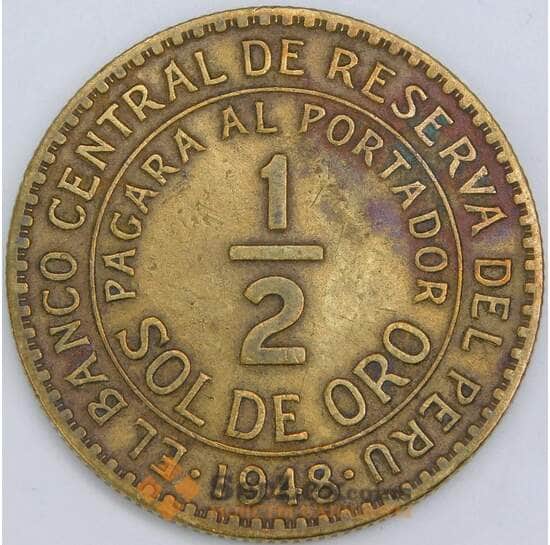 EL BANCO CENTRAL DE RESERVA DEL PERU
PAGARA AL PORTADOR
1
2
SOL DE ORO
·1948·